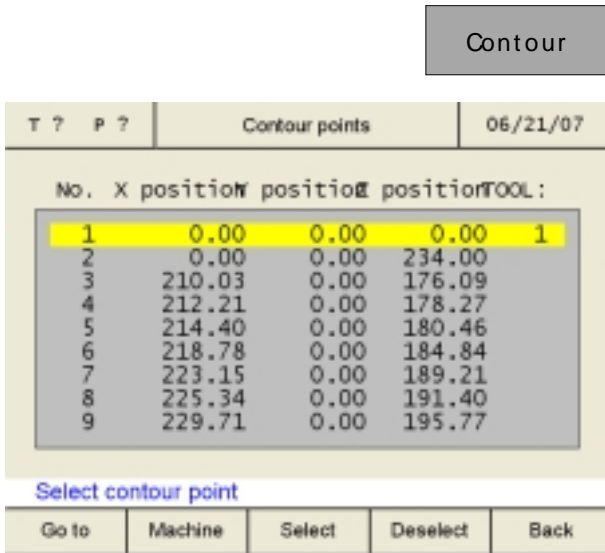 Contour
T ? P ? Contour points 06/21/07
No. X position Y position Z position TOOL:
1 0.00 0.00 0.00 1
2 0.00 0.00 234.00
3 210.03 0.00 176.09
4 212.21 0.00 178.27
5 214.40 0.00 180.46
6 218.78 0.00 184.84
7 223.15 0.00 189.21
8 225.34 0.00 191.40
9 229.71 0.00 195.77
Select contour point
Go to Machine Select Deselect Back